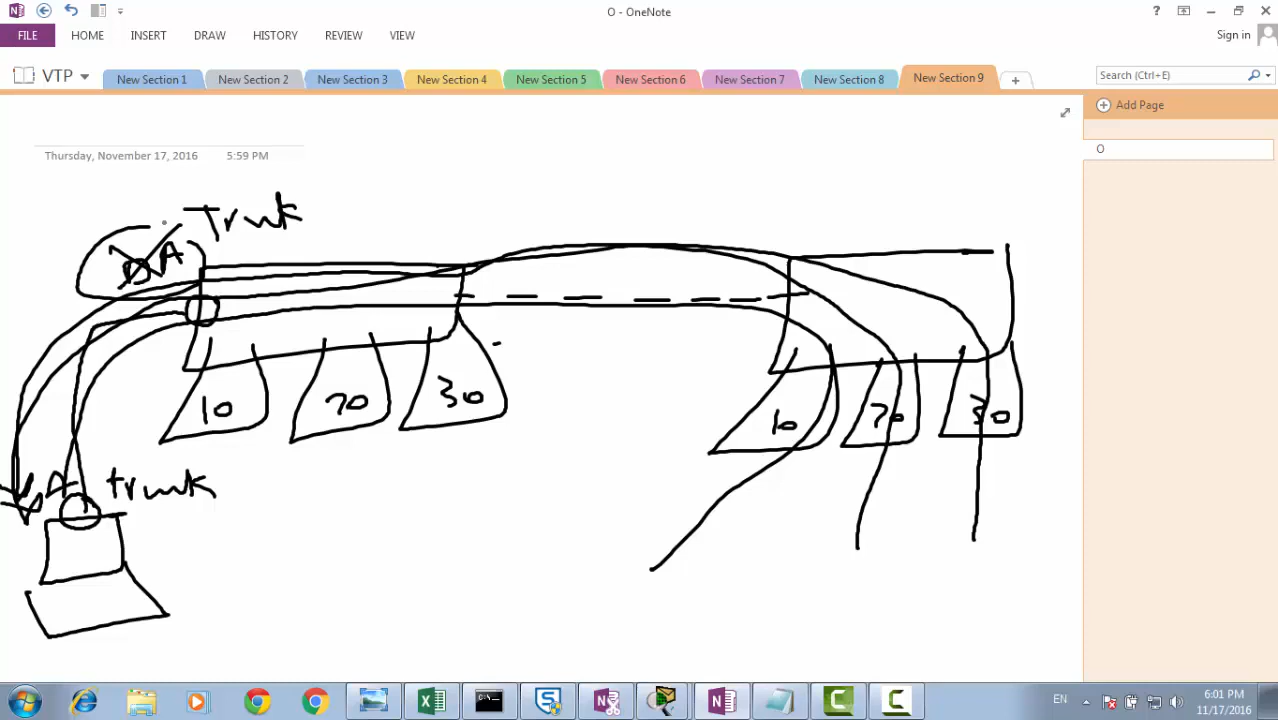 O - OneNote
?
Sign in
FILE HOME INSERT DRAW HISTORY REVIEW VIEW
VTP
New Section 1 New Section 2 New Section 3 New Section 4 New Section 5 New Section 6 New Section 7 New Section 8 New Section 9
Search (Ctrl+E)
Add Page
O
Thursday, November 17, 2016 5:59 PM
Trunk
DA
10 20 30
10 20 30
A trunk
EN
6:01 PM
11/17/2016